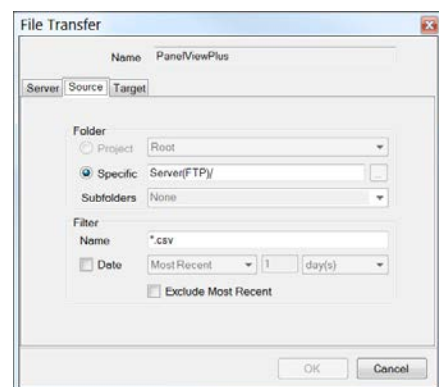 File Transfer
Name PanelViewPlus
Server Source Target
Folder
Project Root
Specific Server(FTP)/ ...
Subfolders None
Filter
Name *.csv
Date Most Recent 1 day(s)
Exclude Most Recent
OK Cancel